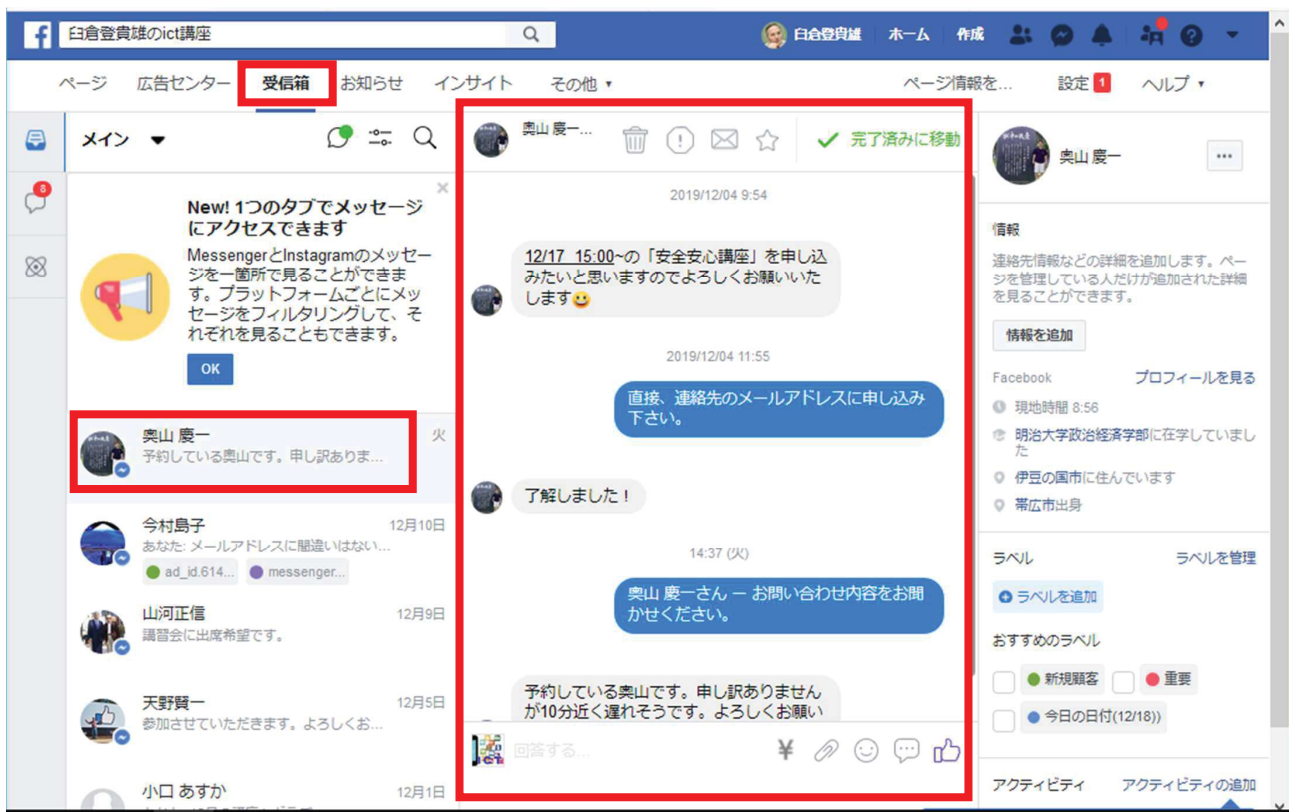 f 臼倉登貴雄のict講座
臼倉登貴雄 ホーム 作成
ページ 広告センター 受信箱 お知らせ インサイト その他 ページ情報を... 設定 1 ヘルプ
メイン
8
New! 1つのタブでメッセージ
にアクセスできます
MessengerとInstagramのメッセー
ジを一箇所で見ることができま
す。プラットフォームごとにメッ
セージをフィルタリングして、そ
れぞれを見ることもできます。
OK
奥山 慶一 火
予約している奥山です。申し訳ありま...
今村島子 12月10日
あなた: メールアドレスに間違いはない...
ad_id.614... messenger...
山河正信 12月9日
講習会に出席希望です。
天野賢一 12月5日
参加させていただきます。よろしくお...
小口 あすか 12月1日
奥山 慶一... 完了済みに移動
2019/12/04 9:54
12/17 15:00~の「安全安心講座」を申し込
みたいと思いますのでよろしくお願いいた
します😀
2019/12/04 11:55
直接、連絡先のメールアドレスに申し込み
下さい。
了解しました！
14:37 (火)
奥山 慶一さん ー お問い合わせ内容をお聞
かせください。
予約している奥山です。申し訳ありません
が10分近く遅れそうです。よろしくお願い
回答する...
¥
奥山 慶一
...
情報
連絡先情報などの詳細を追加します。ペー
ジを管理している人だけが追加された詳細
を見ることができます。
情報を追加
Facebook プロフィールを見る
現地時間 8:56
明治大学政治経済学部に在学していまし
た
伊豆の国市に住んでいます
帯広市出身
ラベル ラベルを管理
ラベルを追加
おすすめのラベル
新規顧客 重要
今日の日付(12/18))
アクティビティ アクティビティの追加